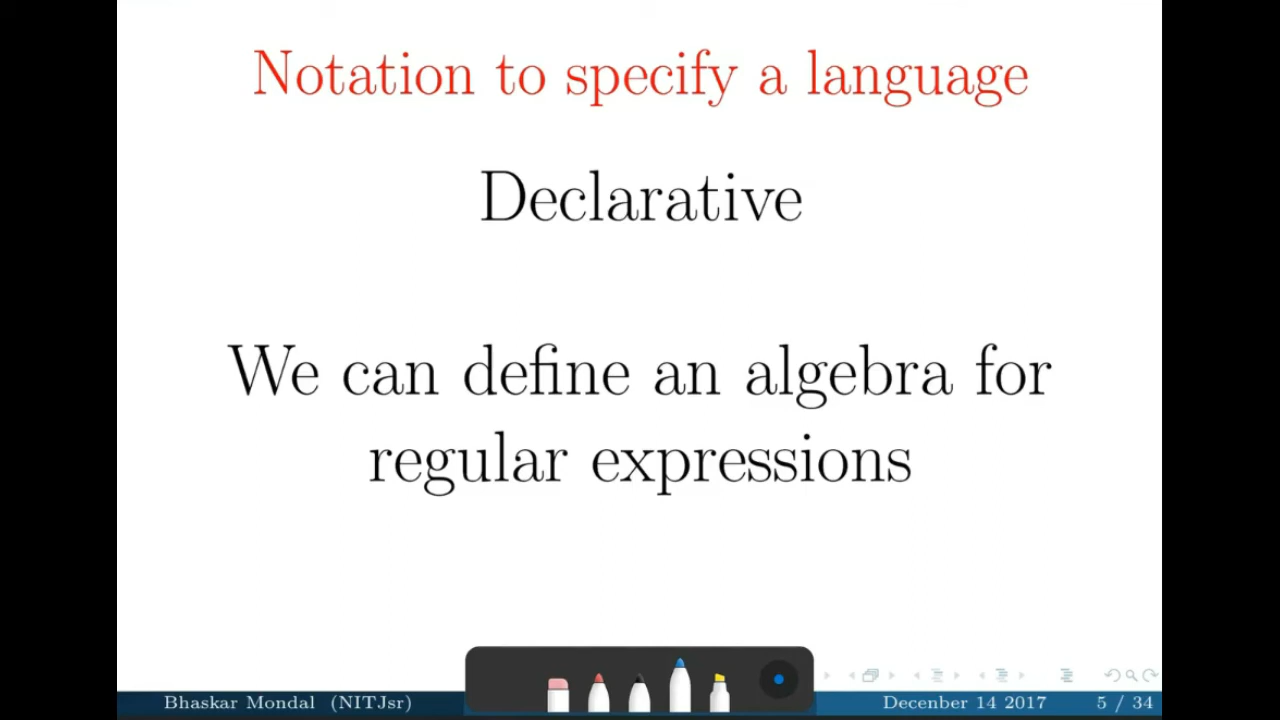 Notation to specify a language
Declarative
We can define an algebra for
regular expressions
Bhaskar Mondal (NITJsr)
Decenber 14 2017
5 / 34